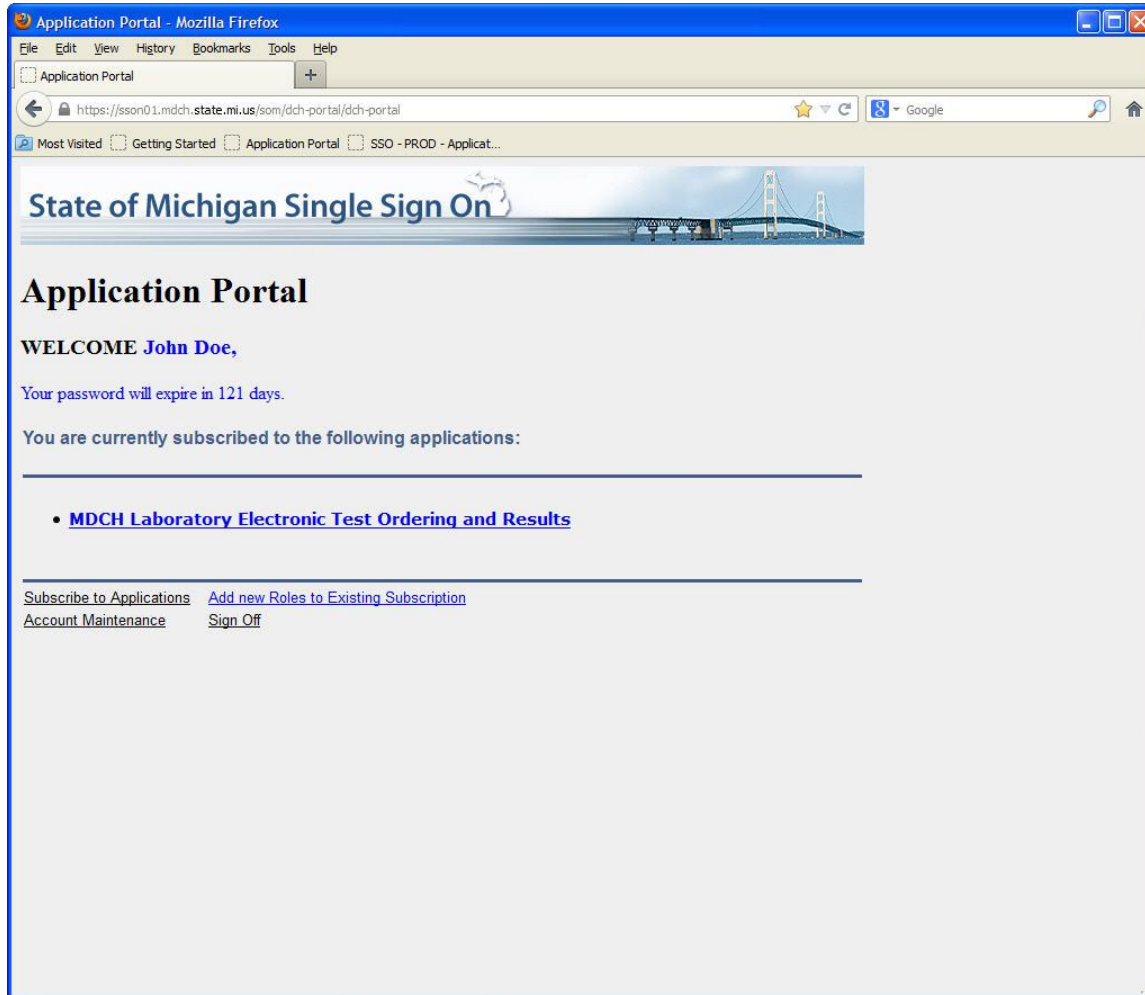 Application Portal - Mozilla Firefox
File Edit View History Bookmarks Tools Help
Application Portal +
https://sson01.mdch.state.mi.us/som/dch-portal/dch-portal 8 Google
Most Visited Getting Started Application Portal SSO - PROD - Applicat...
State of Michigan Single Sign On
Application Portal
WELCOME John Doe,
Your password will expire in 121 days.
You are currently subscribed to the following applications:
• MDCH Laboratory Electronic Test Ordering and Results
Subscribe to Applications Add new Roles to Existing Subscription
Account Maintenance Sign Off